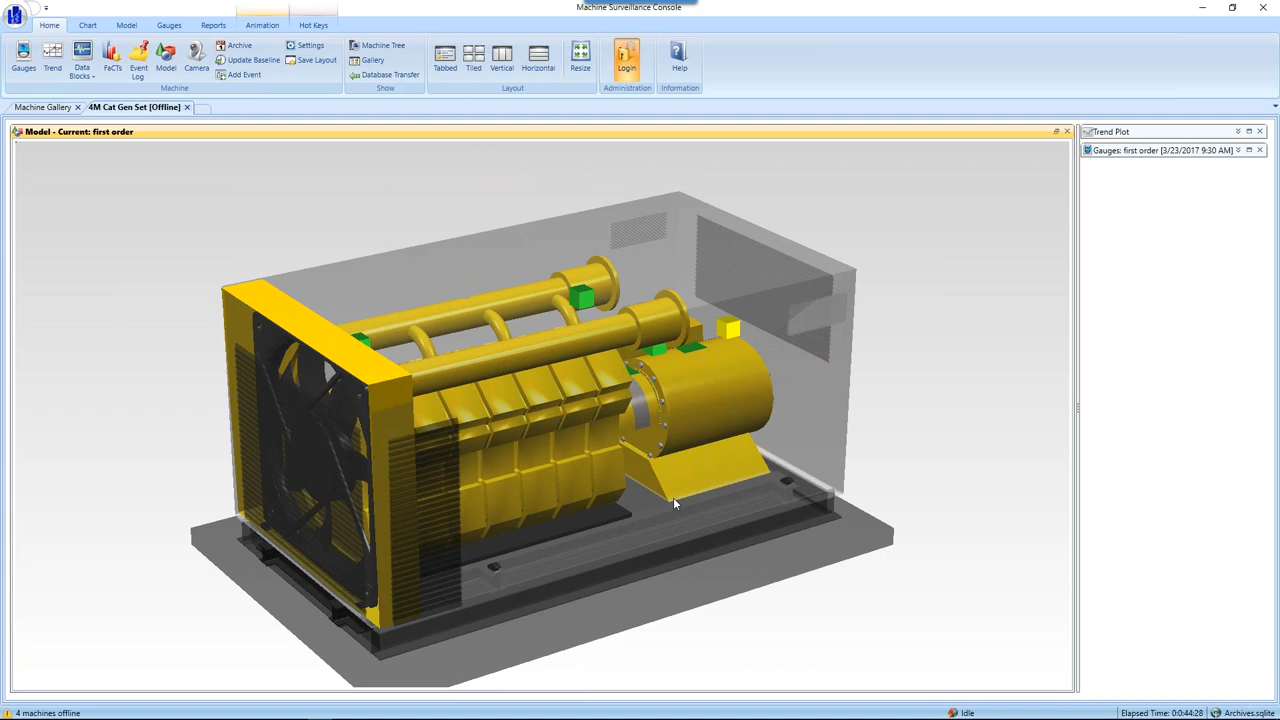 Machine Surveillance Console
Home Chart Model Gauges Reports Animation Hot Keys
Gauges Trend Data Blocks FaCTs Event Log Model Camera
Archive
Update Baseline
Add Event
Settings
Save Layout
Machine
Machine Tree
Gallery
Database Transfer
Show
Tabbed Tiled Vertical Horizontal Resize
Layout
Login
Administration
Help
Information
Machine Gallery 4M Cat Gen Set [Offline]
Model - Current: first order
Trend Plot
Gauges: first order [3/23/2017 9:30 AM]
4 machines offline Idle Elapsed Time: 0:0:44:28 Archives.sqlite